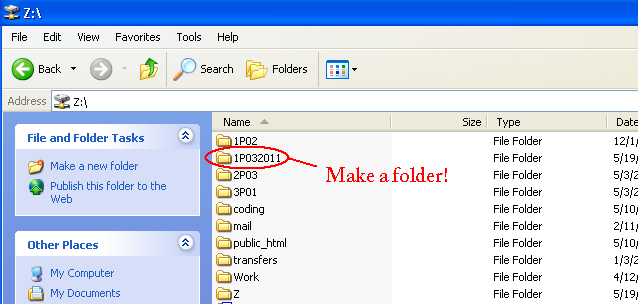 Z:\
File Edit View Favorites Tools Help
Back Search Folders
Address Z:\
File and Folder Tasks
Make a new folder
Publish this folder to the
Web
Other Places
My Computer
My Documents
Name Size Type Date
1P02 File Folder 12/1/
1P032011 File Folder 5/19/
2P03 File Folder 5/3/2
3P01 File Folder 5/3/2
coding File Folder 5/10/
mail File Folder 2/11/
public_html File Folder 5/10/
transfers File Folder 1/3/2
Work File Folder 4/12/
Z File Folder 5/19/
Make a folder!